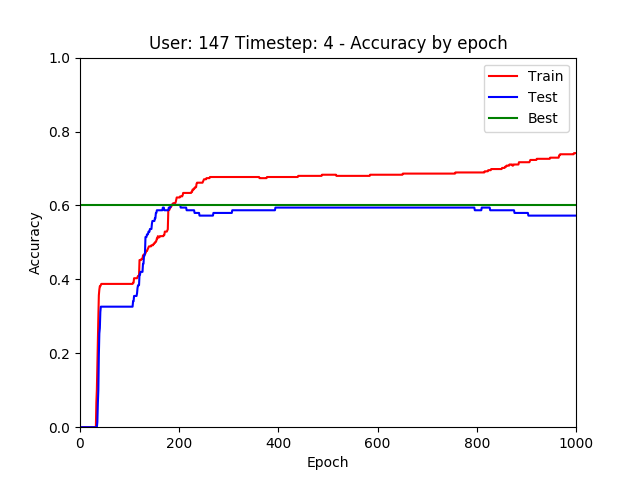 User: 147 Timestep: 4 - Accuracy by epoch
Train
Test
Best
Accuracy
1.0
0.8
0.6
0.4
0.2
0.0
0 200 400 600 800 1000
Epoch